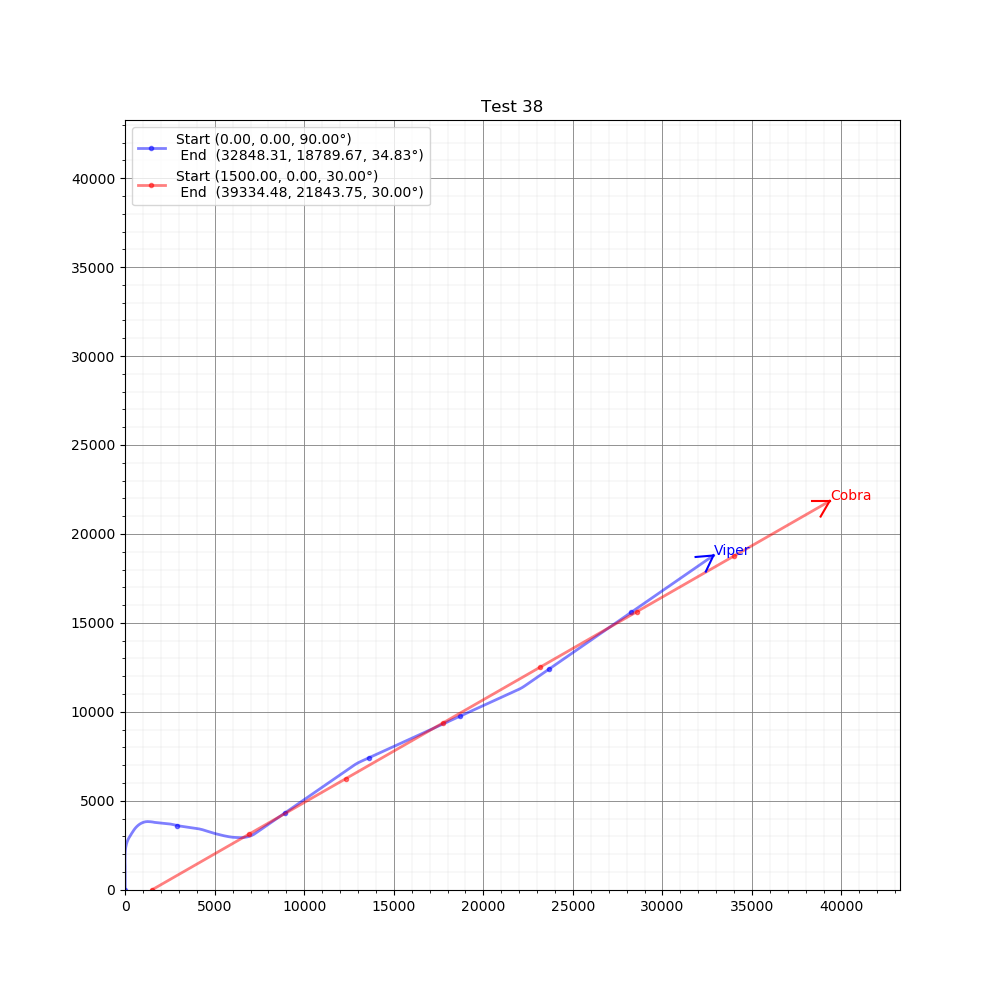 Test 38
Start (0.00, 0.00, 90.00°)
End  (32848.31, 18789.67, 34.83°)
Start (1500.00, 0.00, 30.00°)
End  (39334.48, 21843.75, 30.00°)
40000
35000
30000
25000
20000
15000
10000
5000
0
Cobra
Viper
0 5000 10000 15000 20000 25000 30000 35000 40000